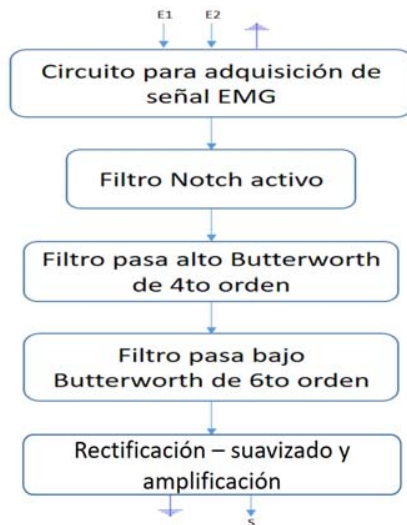 E1 E2
Circuito para adquisición de
señal EMG
Filtro Notch activo
Filtro pasa alto Butterworth
de 4to orden
Filtro pasa bajo
Butterworth de 6to orden
Rectificación – suavizado y
amplificación
S